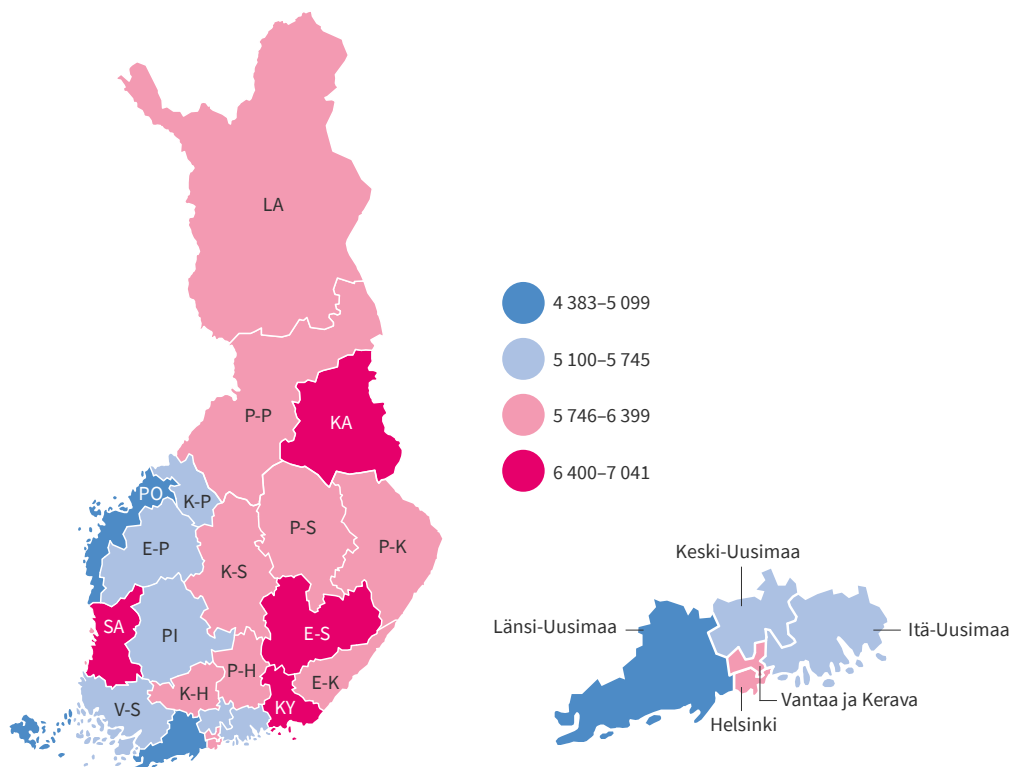 LA
P-P
KA
PO
K-P
E-P
P-S
P-K
K-S
SA
PI
E-S
P-H
E-K
K-H
V-S
KY
4 383–5 099
5 100–5 745
5 746–6 399
6 400–7 041
Keski-Uusimaa
Länsi-Uusimaa
Itä-Uusimaa
Vantaa ja Kerava
Helsinki